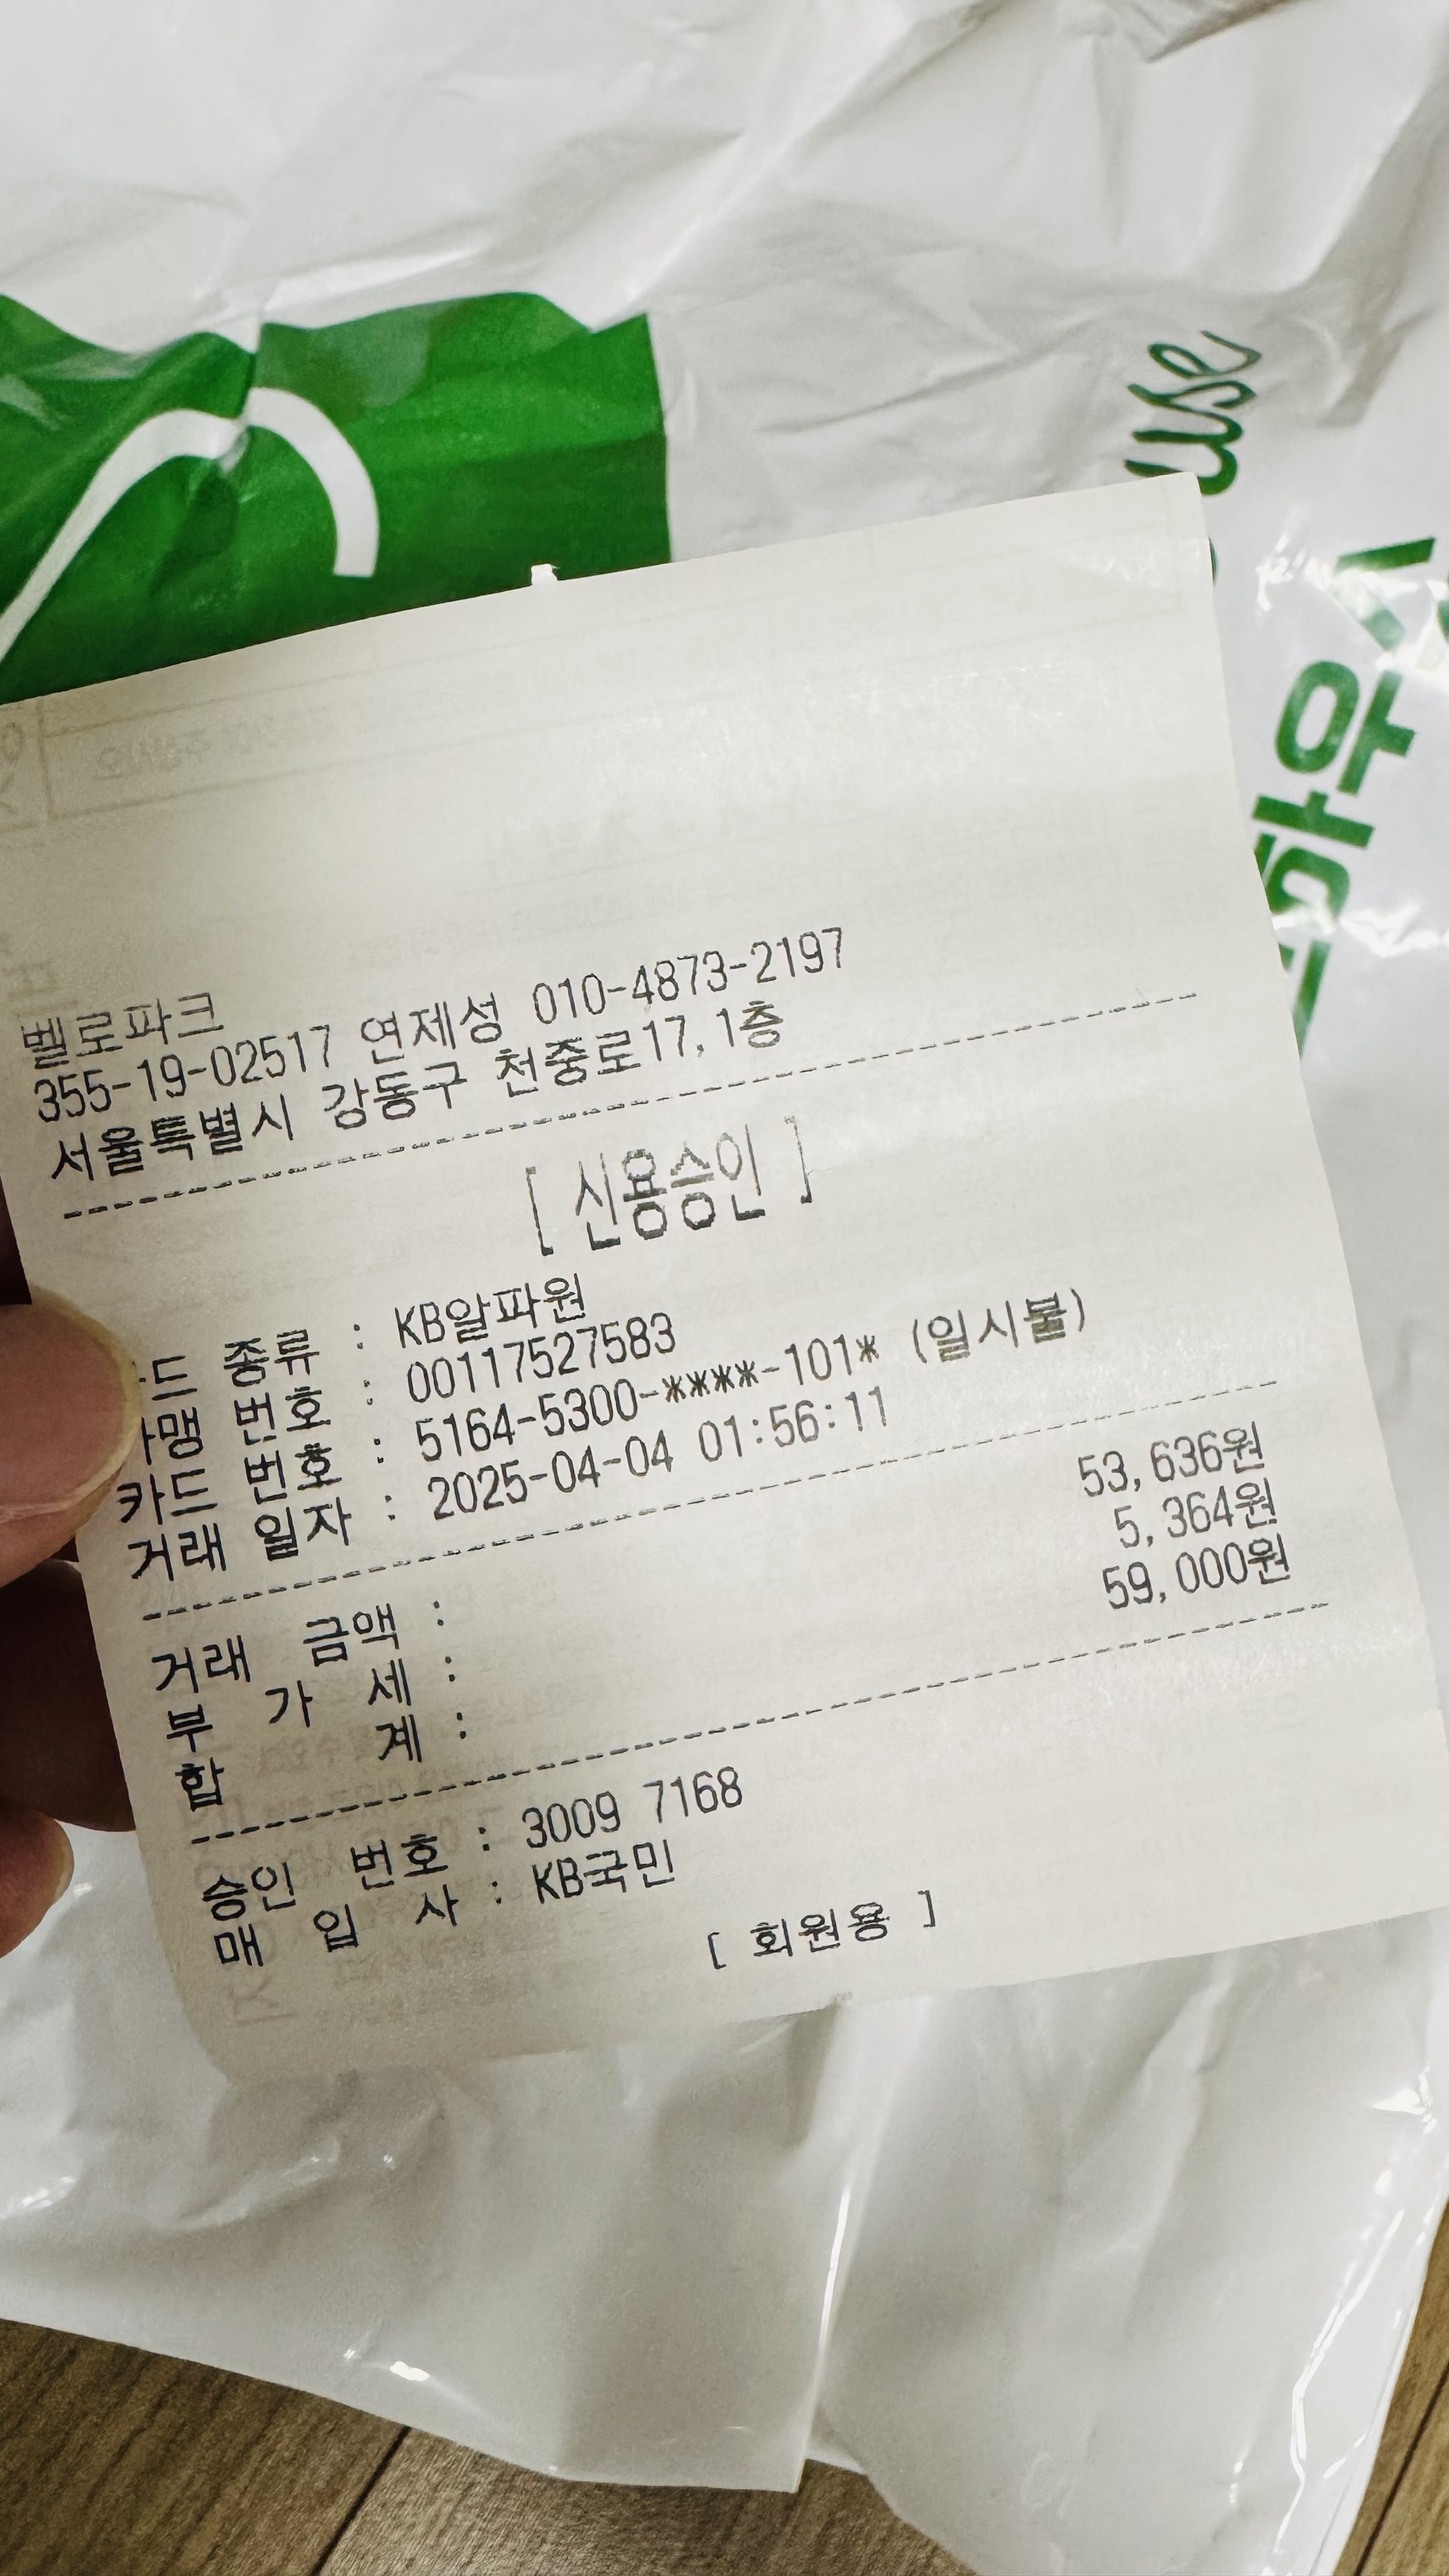 use
하우
벨로파크
355-19-02517 연제성 010-4873-2197
서울특별시 강동구 천중로17, 1층
[ 신용승인 ]
드 종류 : KB알파원
맹 번호 : 00117527583
카드 번호 : 5164-5300-****-101* (일시불)
거래 일자 : 2025-04-04 01:56:11
거래 금액 : 53,636원
부 가 세 : 5,364원
합 계 : 59,000원
승인 번호 : 3009 7168
매 입 사 : KB국민
[ 회원용 ]